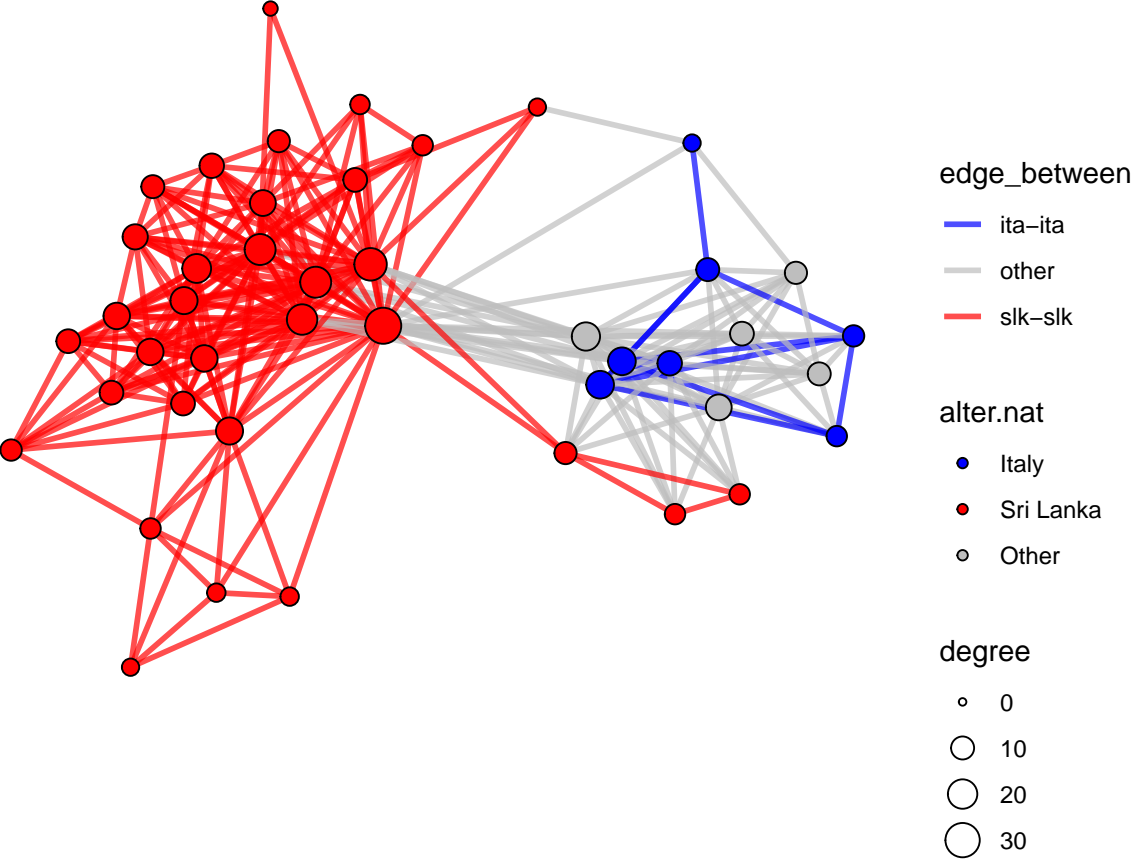 edge_between
ita–ita
other
slk–slk
alter.nat
Italy
Sri Lanka
Other
degree
0
10
20
30